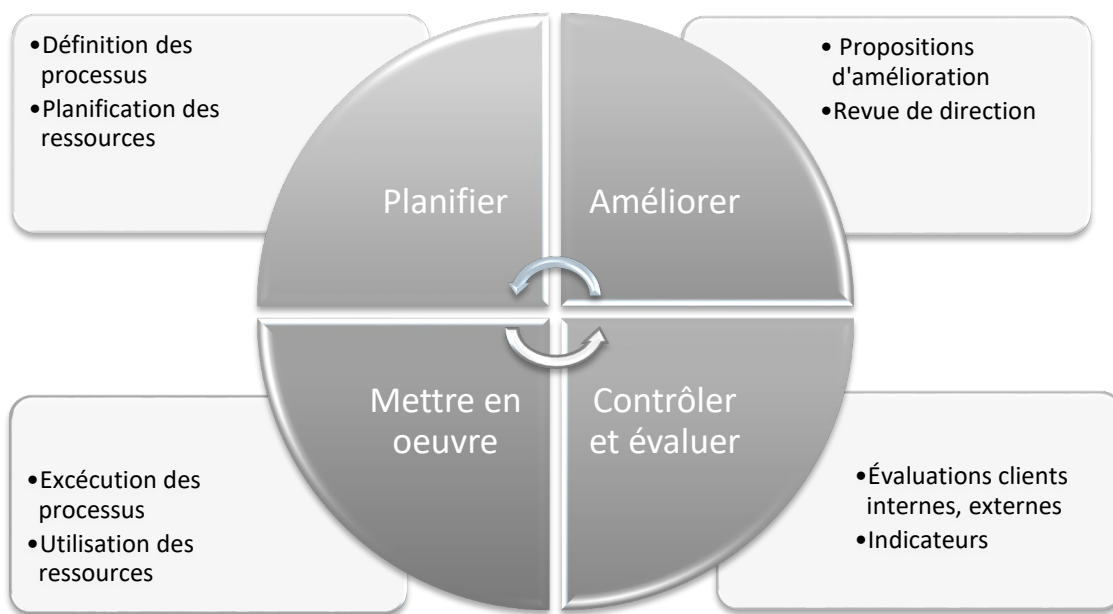 •Définition des
processus
•Planification des
ressources
• Propositions
d'amélioration
•Revue de direction
Planifier
Améliorer
Mettre en
oeuvre
Contrôler
et évaluer
•Excécution des
processus
•Utilisation des
ressources
•Évaluations clients
internes, externes
•Indicateurs